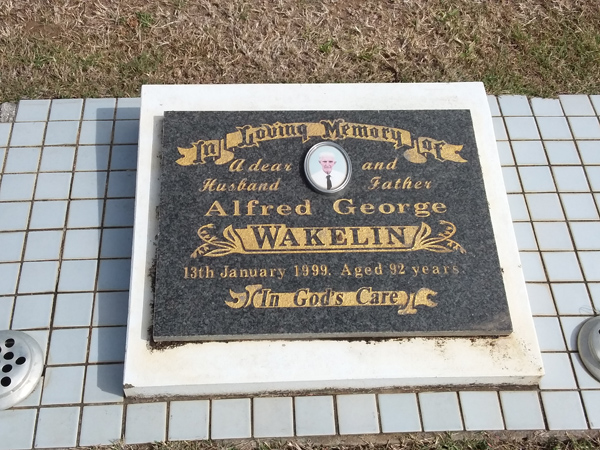 In Loving Memory of
A dear and
Husband Father
Alfred George
WAKELIN
13th January 1999. Aged 92 years.
In God's Care